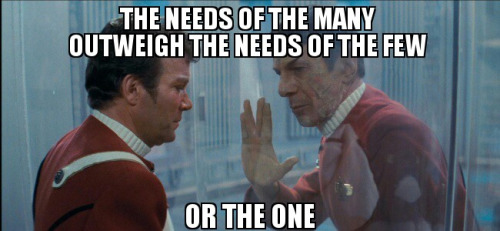 THE NEEDS OF THE MANY
OUTWEIGH THE NEEDS OF THE FEW
OR THE ONE